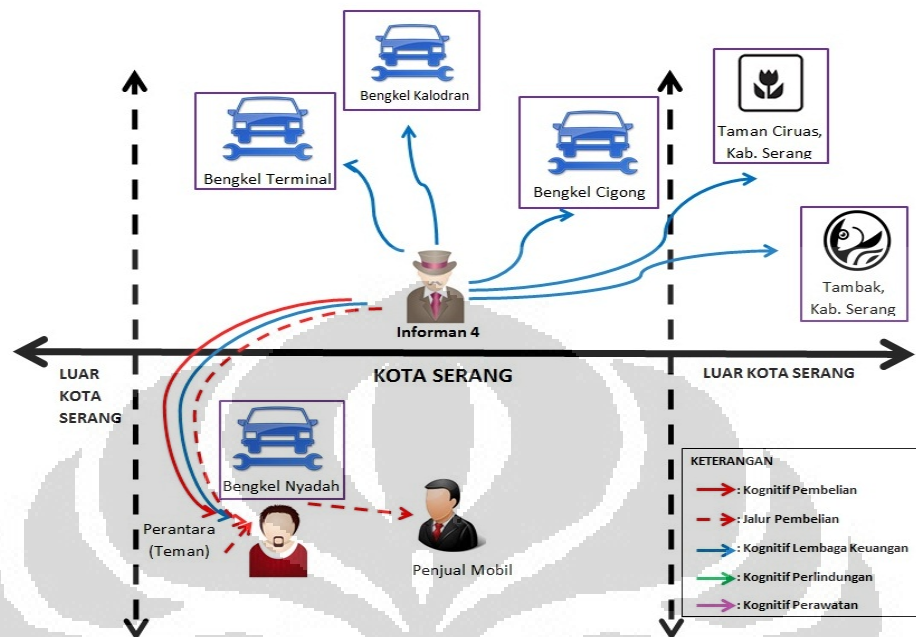 Bengkel Kalodran
Bengkel Terminal
Bengkel Cigong
Taman Ciruas,
Kab. Serang
Tambak,
Kab. Serang
Informan 4
LUAR
KOTA
SERANG
KOTA SERANG
LUAR KOTA SERANG
Bengkel Nyadah
Perantara
(Teman)
Penjual Mobil
KETERANGAN
: Kognitif Pembelian
: Jalur Pembelian
: Kognitif Lembaga Keuangan
: Kognitif Perlindungan
: Kognitif Perawatan